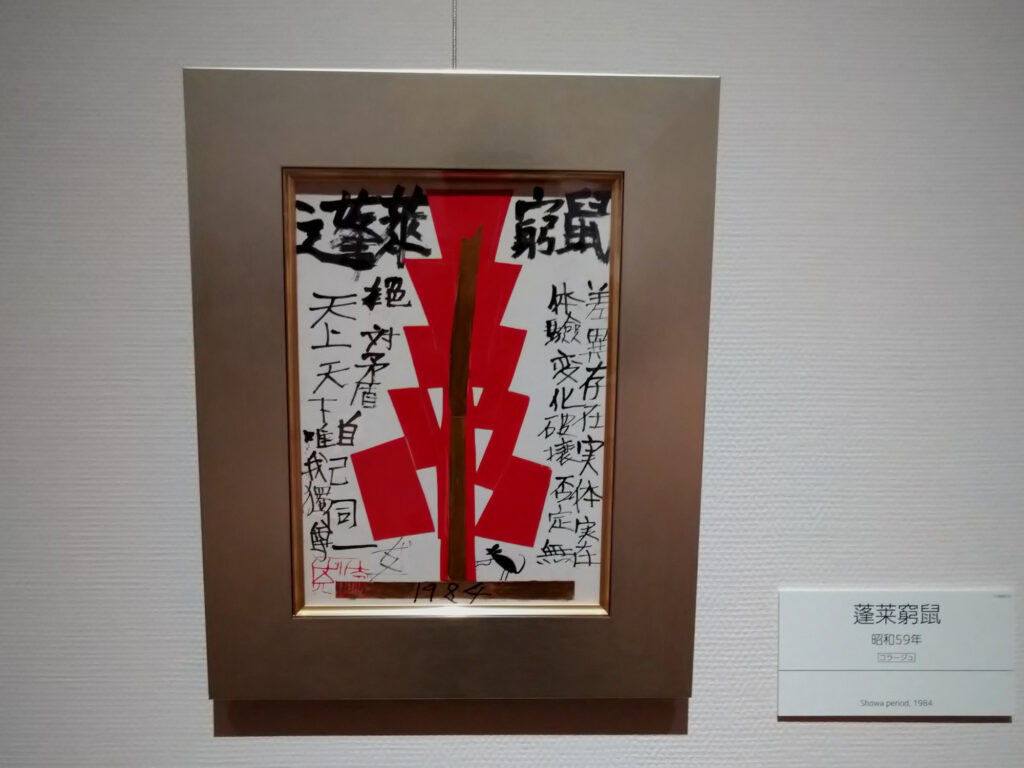 蓬莱 窮鼠
差異存在実体実在
体驗変化破壊否定無
絶対矛盾自己同一
天上天下唯我獨尊
1984
蓬莱窮鼠
昭和59年
コラージュ
Showa period, 1984